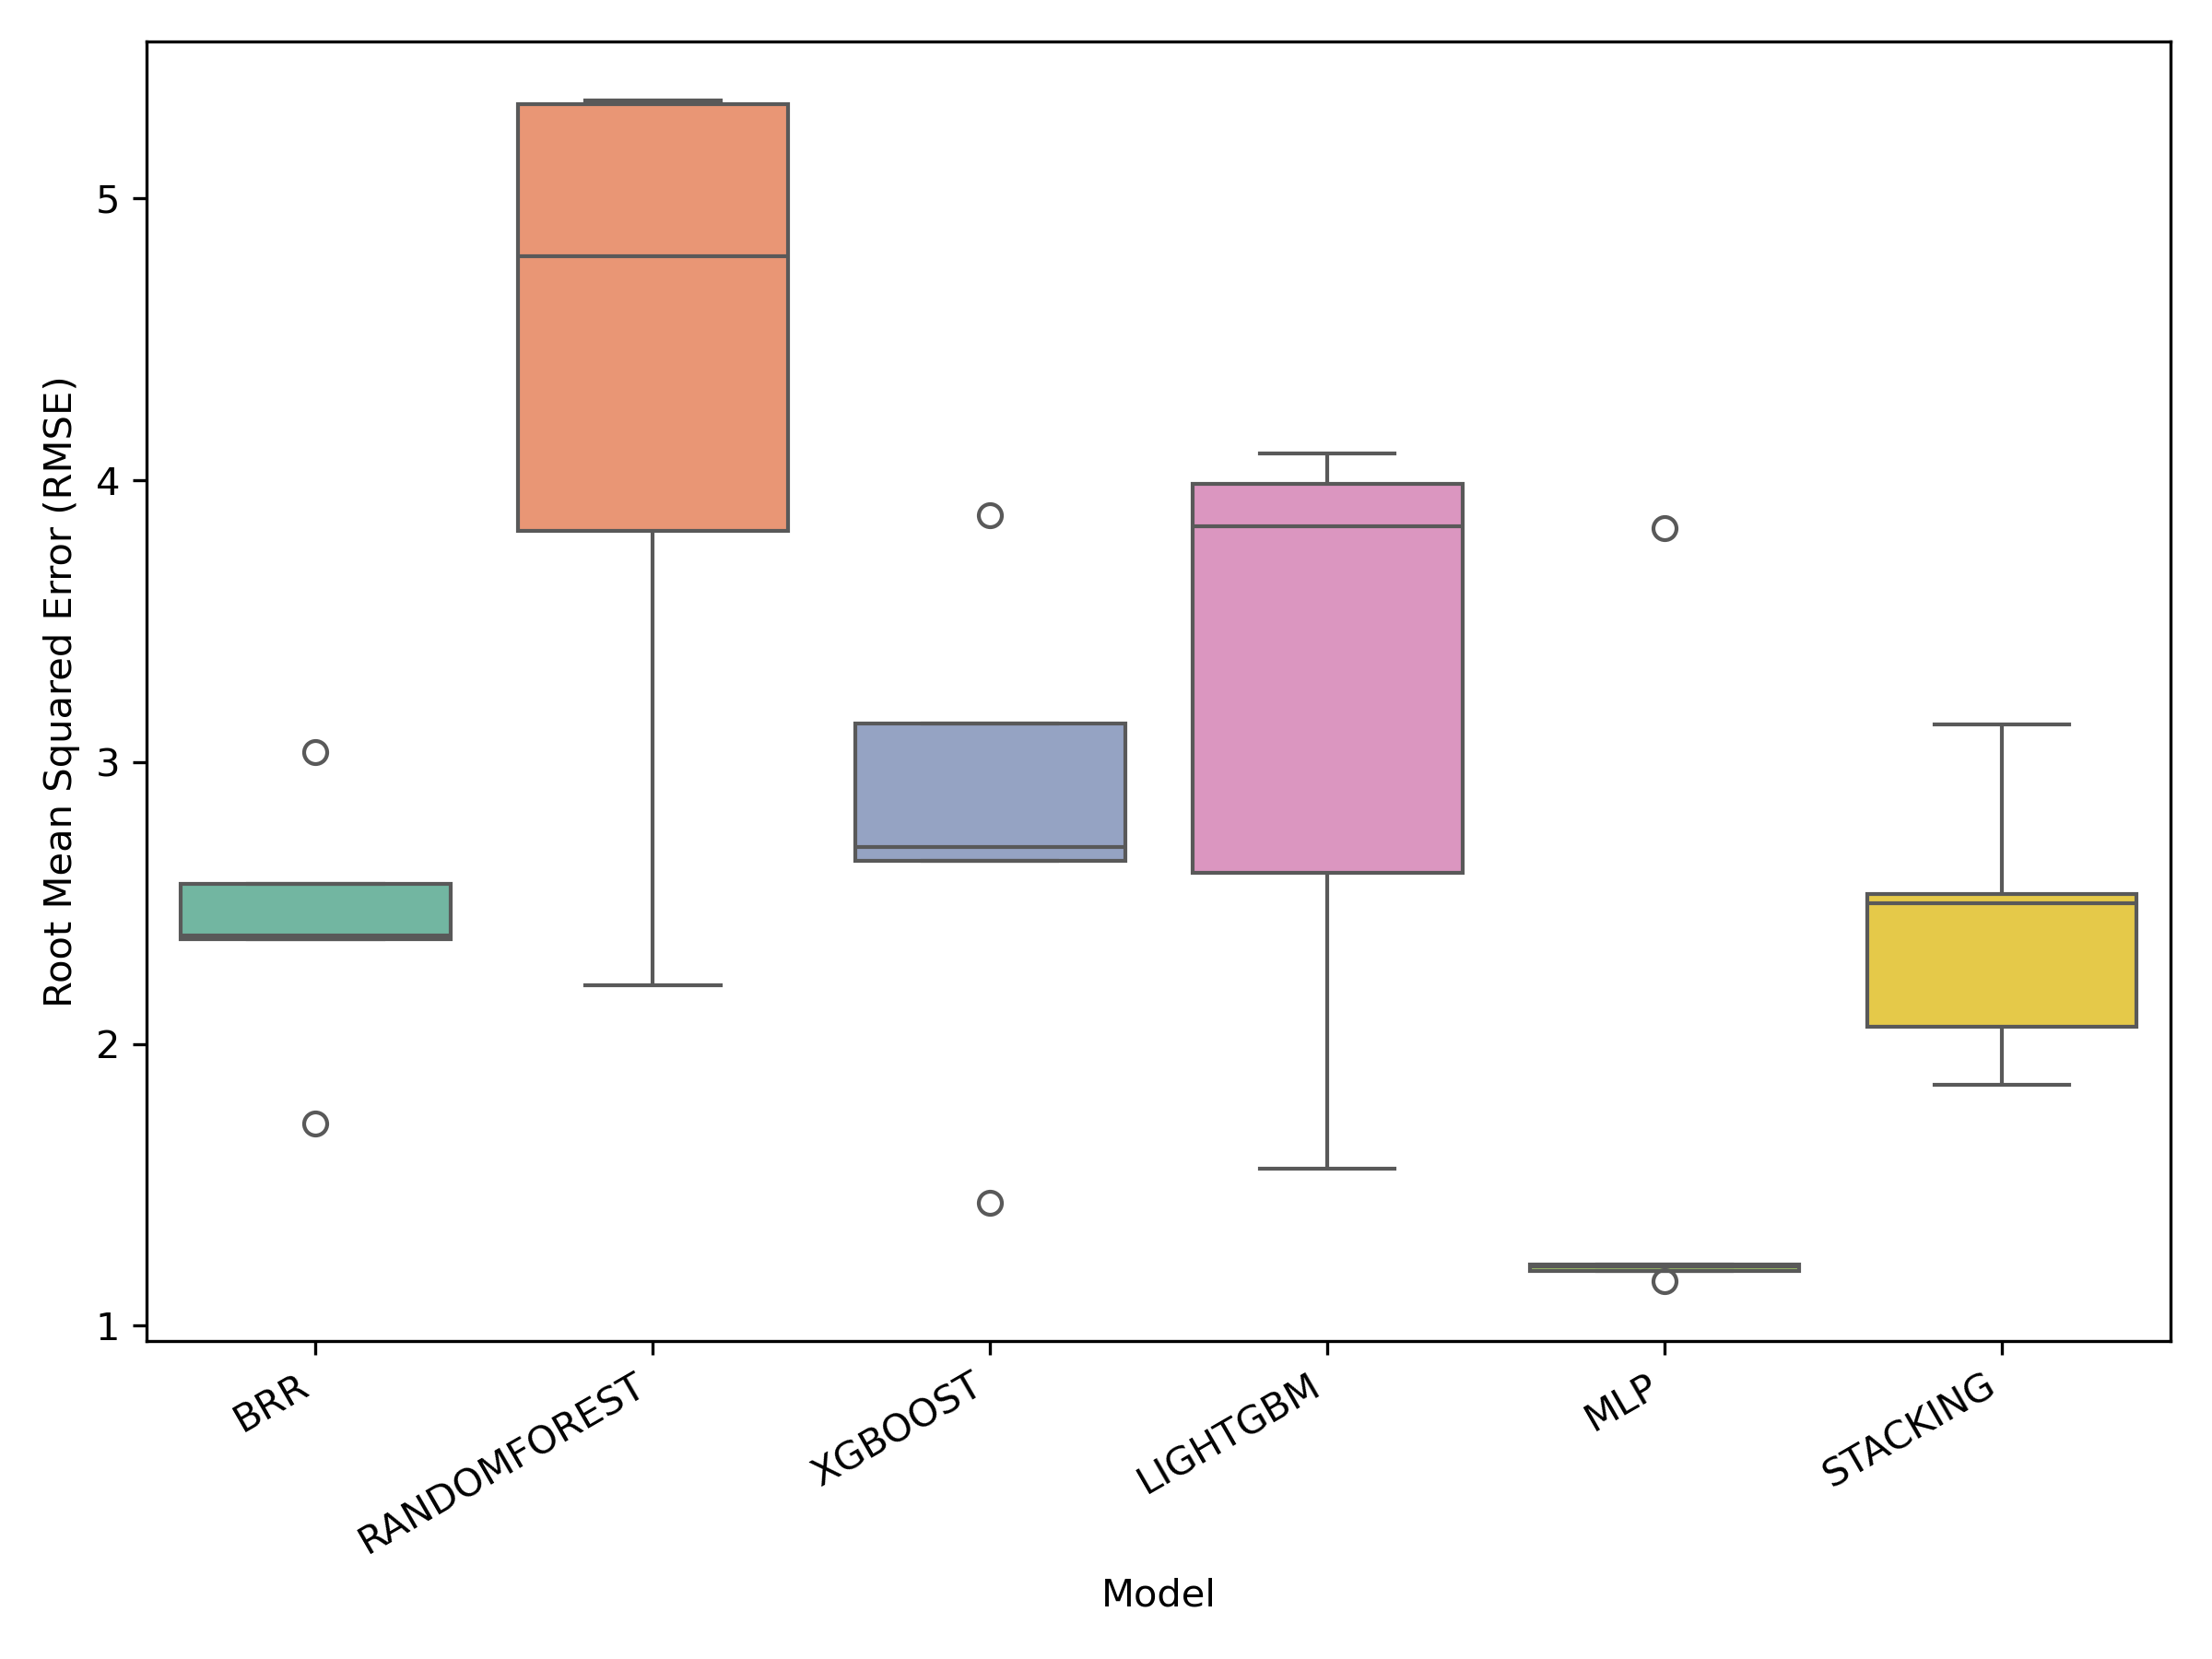 Root Mean Squared Error (RMSE)
5
4
3
2
1
BRR
RANDOMFOREST
XGBOOST
LIGHTGBM
MLP
STACKING
Model